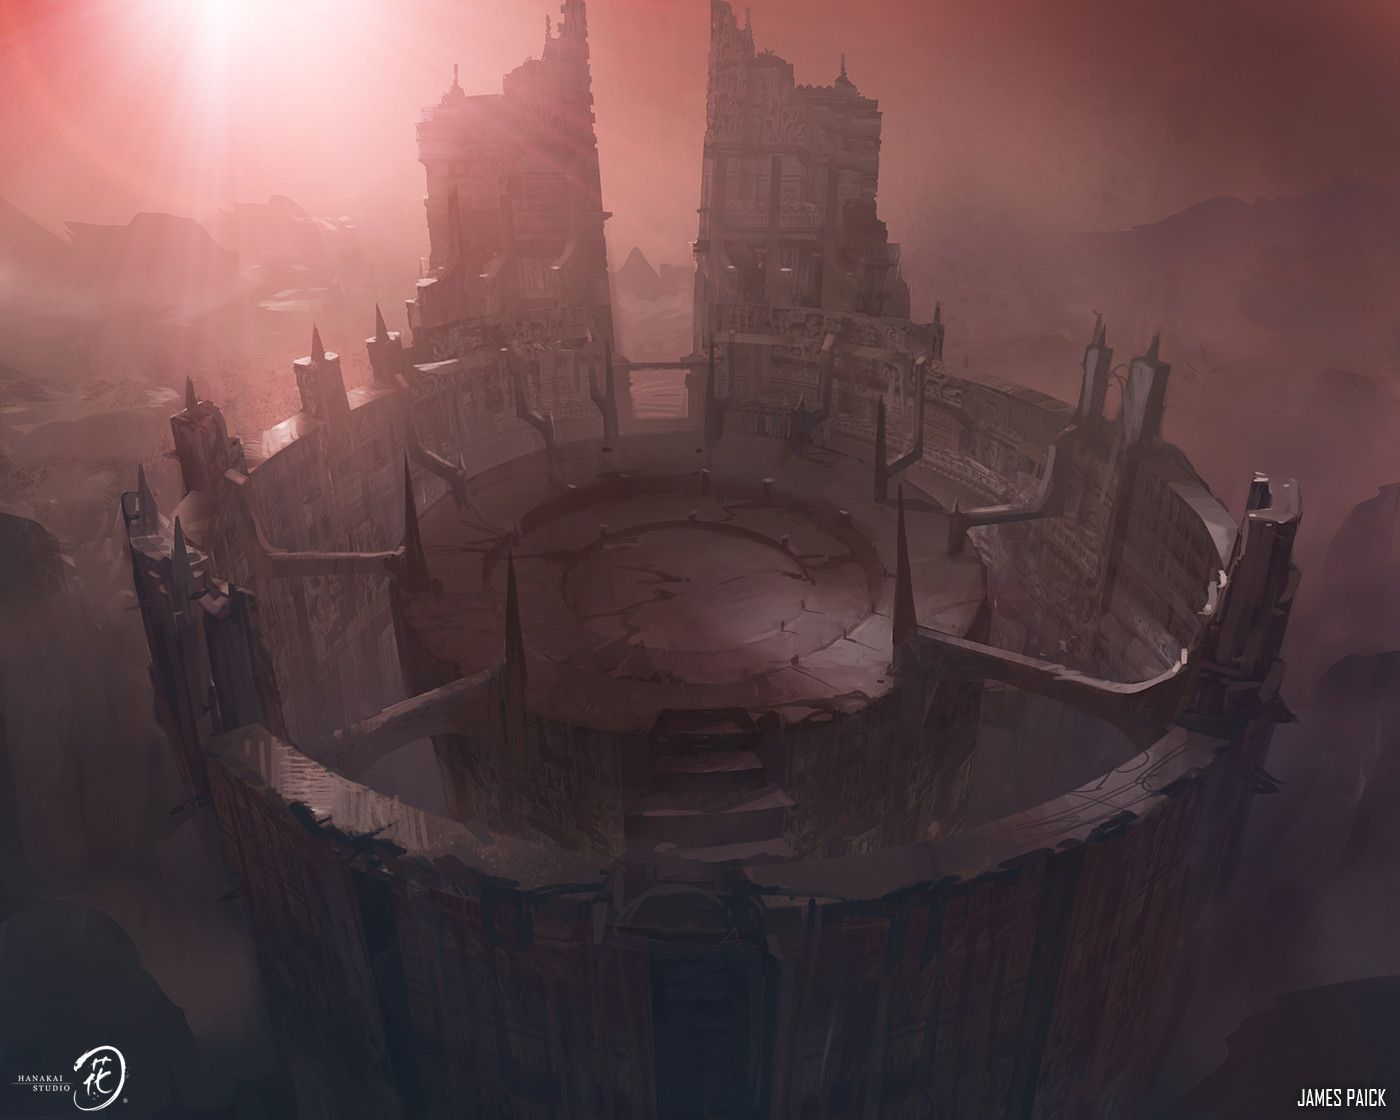 HANAKAI
STUDIO
花
®
JAMES PAICK